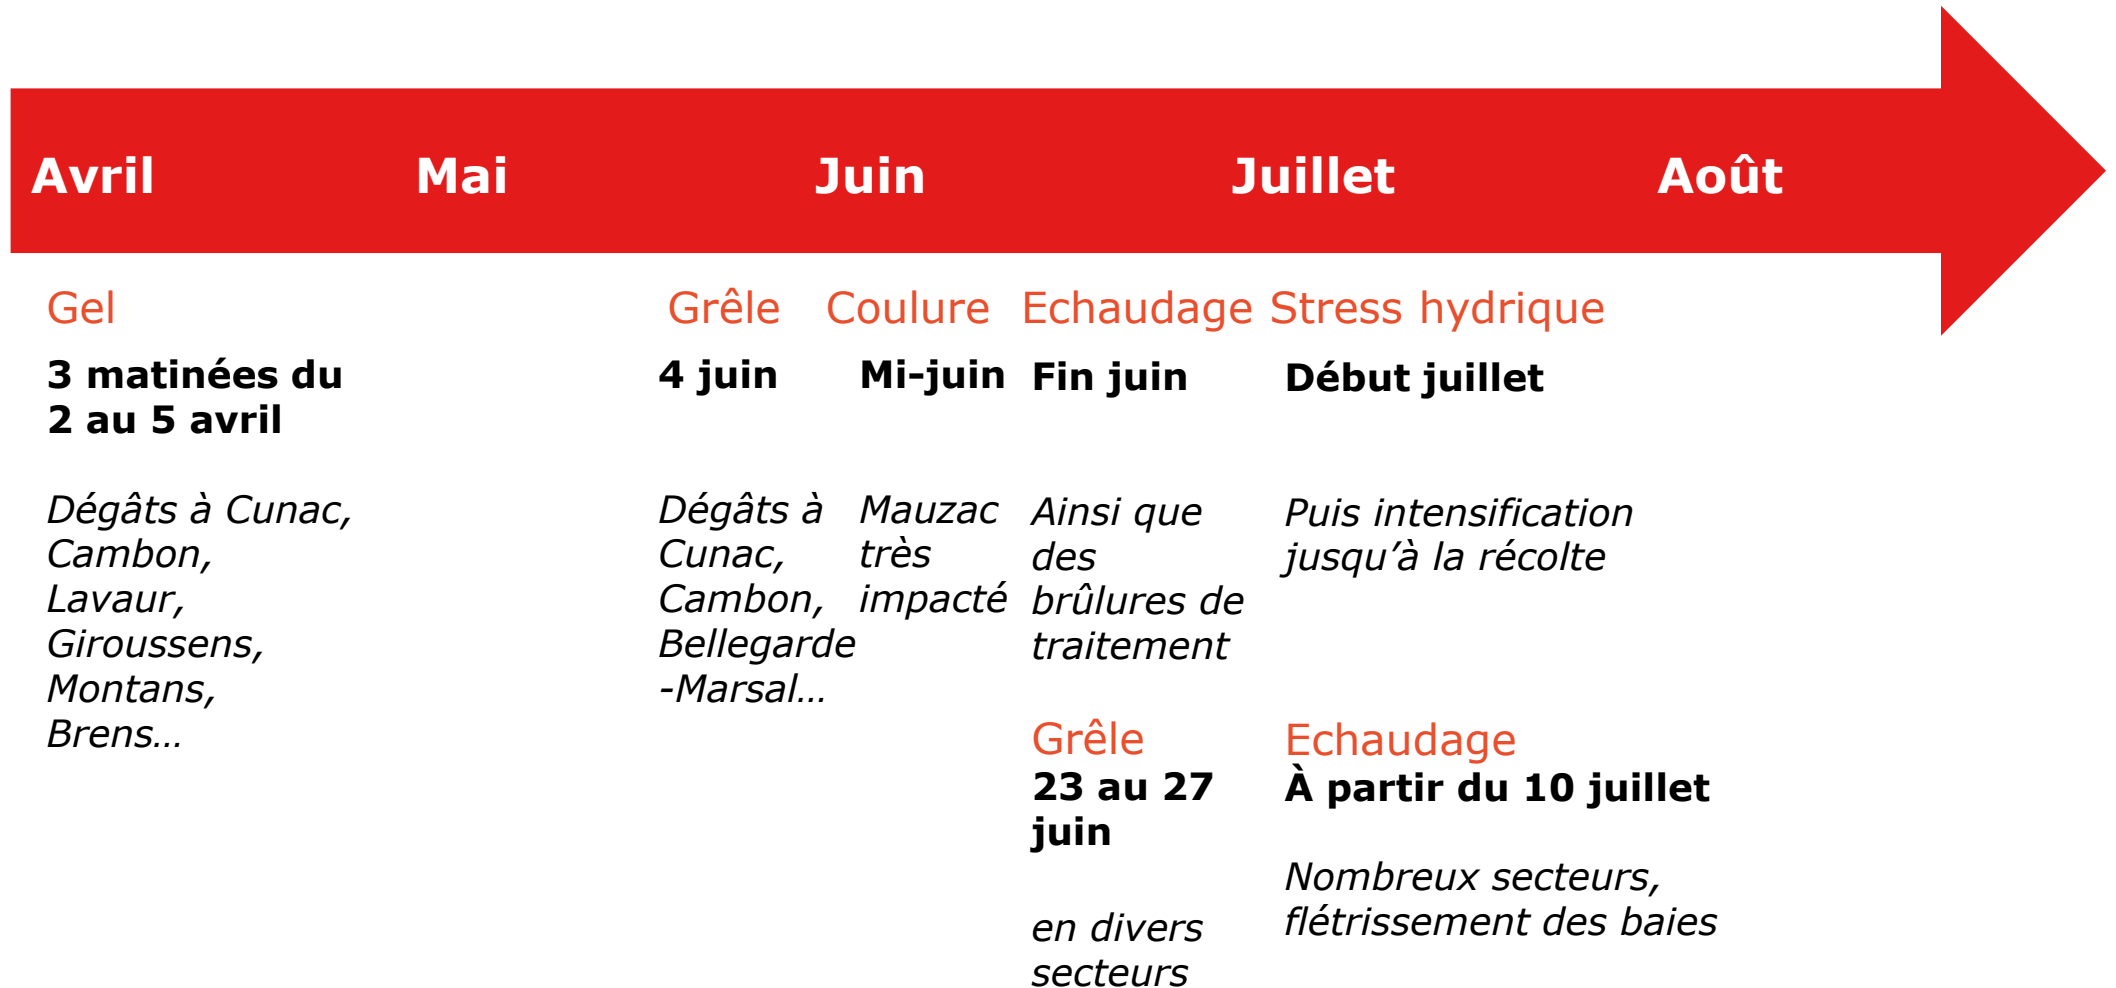 Avril
Mai
Juin
Juillet
Août
Gel
3 matinées du
2 au 5 avril
Dégâts à Cunac,
Cambon,
Lavaur,
Giroussens,
Montans,
Brens…
Grêle
4 juin
Dégâts à
Cunac,
Cambon,
Bellegarde
-Marsal…
Coulure
Mi-juin
Mauzac
très
impacté
Echaudage
Fin juin
Ainsi que
des
brûlures de
traitement
Grêle
23 au 27
juin
en divers
secteurs
Stress hydrique
Début juillet
Puis intensification
jusqu’à la récolte
Echaudage
À partir du 10 juillet
Nombreux secteurs,
flétrissement des baies